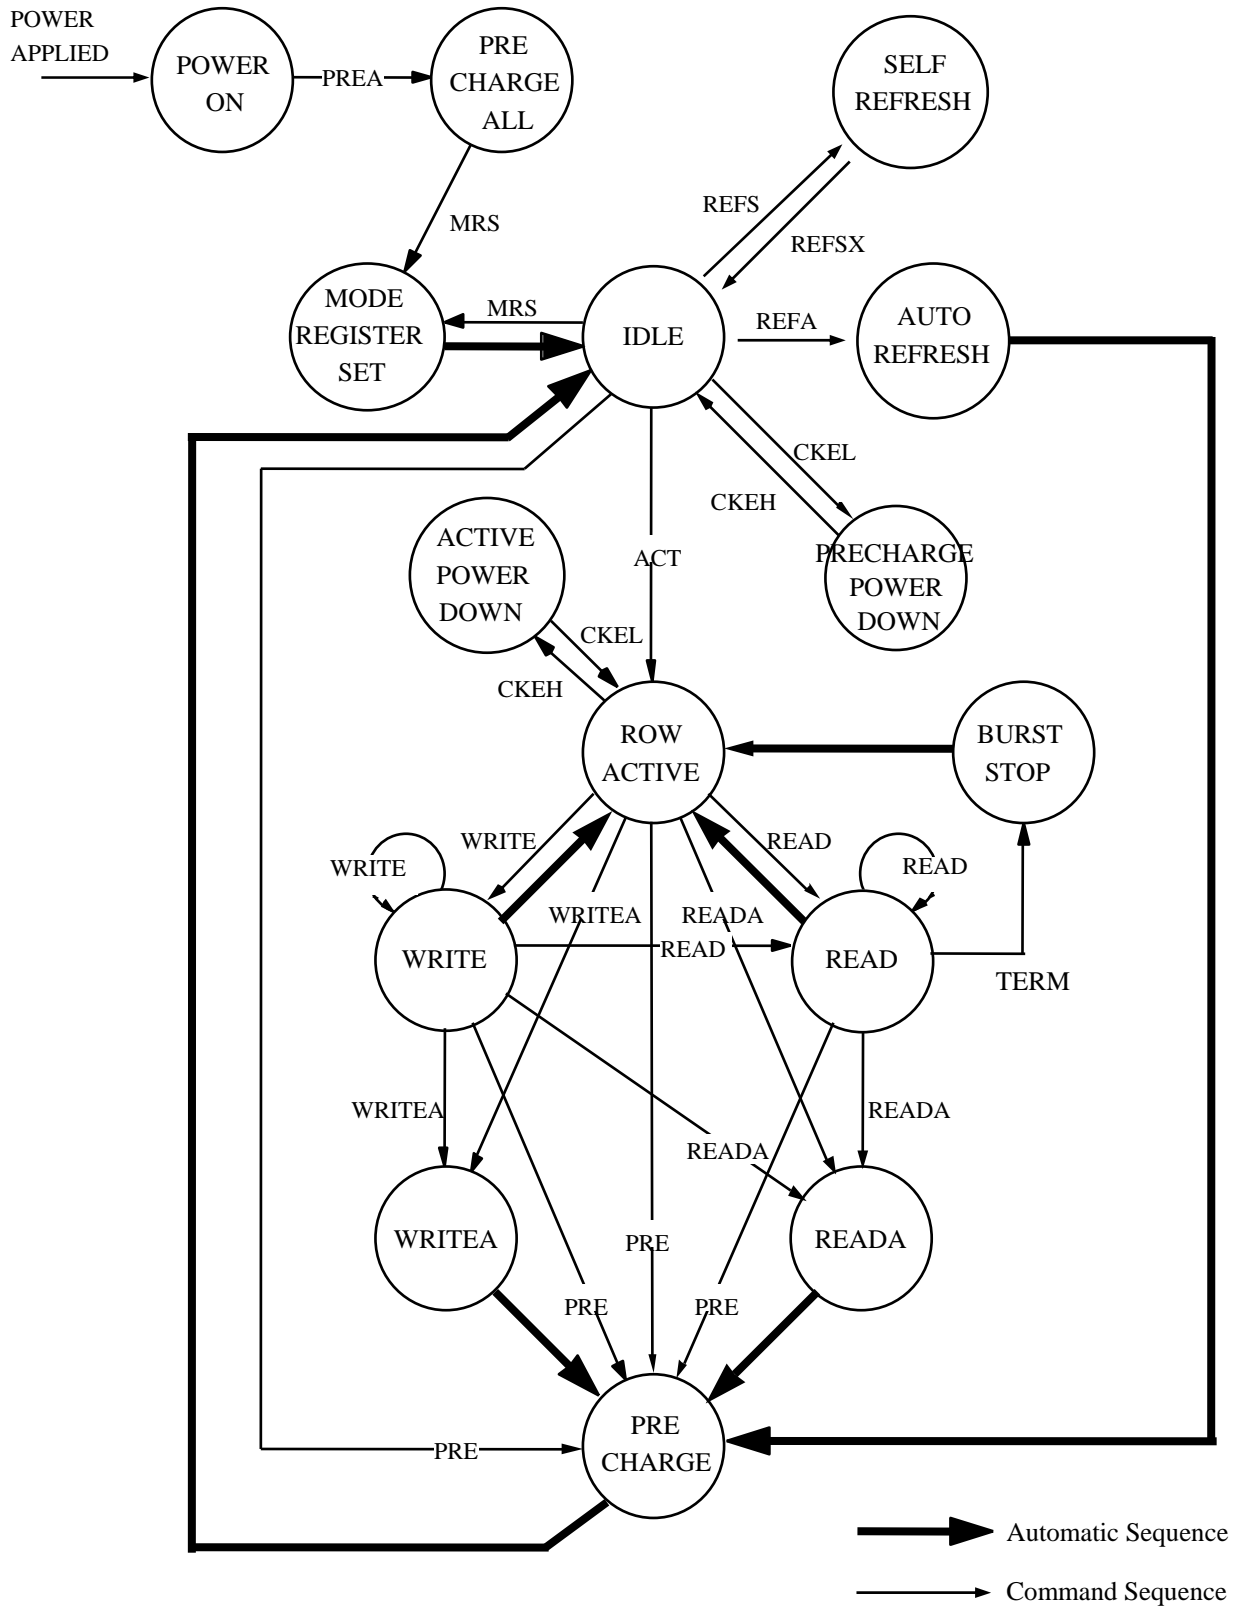 POWER
APPLIED
POWER
ON
PREA
PRE
CHARGE
ALL
SELF
REFRESH
MRS
REFS
REFSX
MODE
REGISTER
SET
MRS
IDLE
REFA
AUTO
REFRESH
CKEL
CKEH
ACTIVE
POWER
DOWN
ACT
PRECHARGE
POWER
DOWN
CKEL
CKEH
ROW
ACTIVE
BURST
STOP
WRITE
WRITE
READ
READ
WRITEA
READA
WRITE
READ
READ
TERM
WRITEA
READA
READA
WRITEA
PRE
READA
PRE
PRE
PRE
CHARGE
PRE
Automatic Sequence
Command Sequence